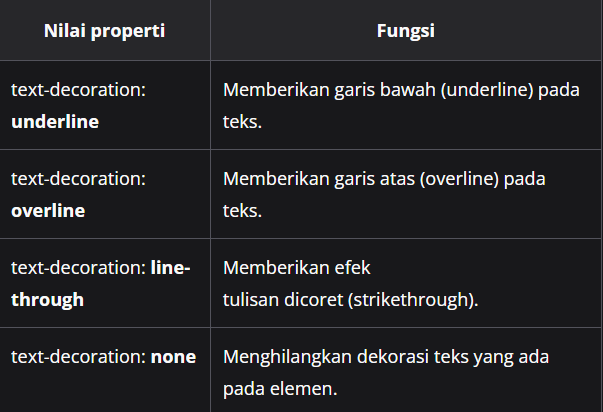 Nilai properti
Fungsi
text-decoration:
underline
Memberikan garis bawah (underline) pada
teks.
text-decoration:
overline
Memberikan garis atas (overline) pada
teks.
text-decoration: line-
through
Memberikan efek
tulisan dicoret (strikethrough).
text-decoration: none
Menghilangkan dekorasi teks yang ada
pada elemen.